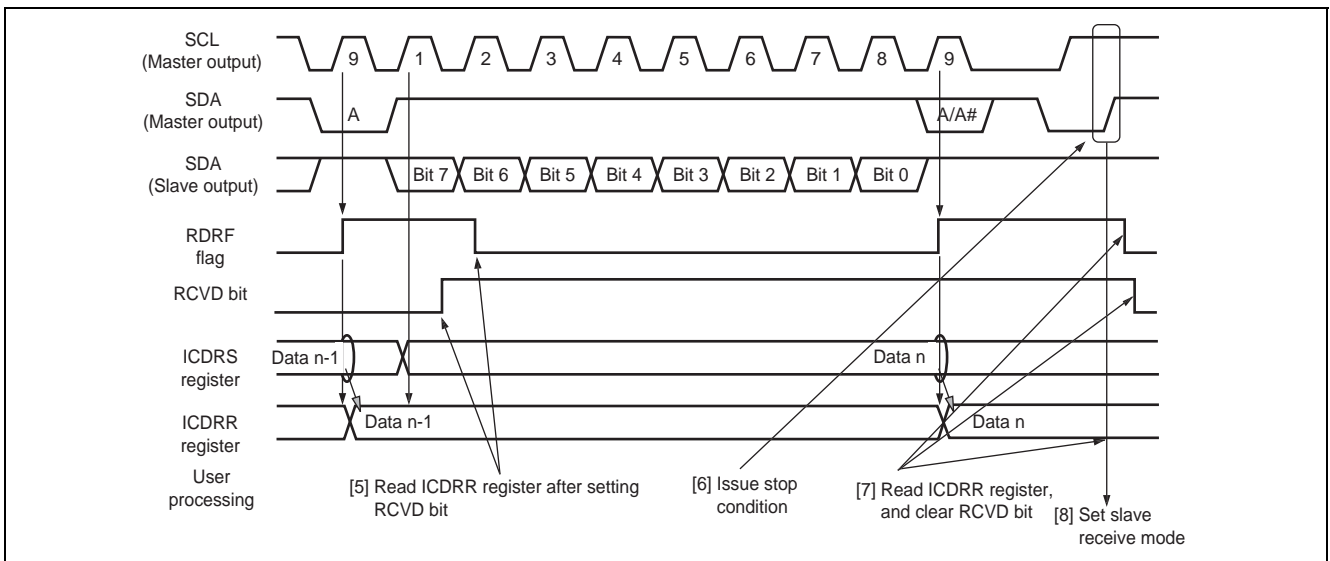 SCL
(Master output)
9 1 2 3 4 5 6 7 8 9
SDA
(Master output)
A A/A#
SDA
(Slave output)
Bit 7 Bit 6 Bit 5 Bit 4 Bit 3 Bit 2 Bit 1 Bit 0
RDRF
flag
RCVD bit
ICDRS
register
Data n-1 Data n
ICDRR
register
Data n-1 Data n
User
processing
[5] Read ICDRR register after setting
RCVD bit
[6] Issue stop
condition
[7] Read ICDRR register,
and clear RCVD bit
[8] Set slave
receive mode